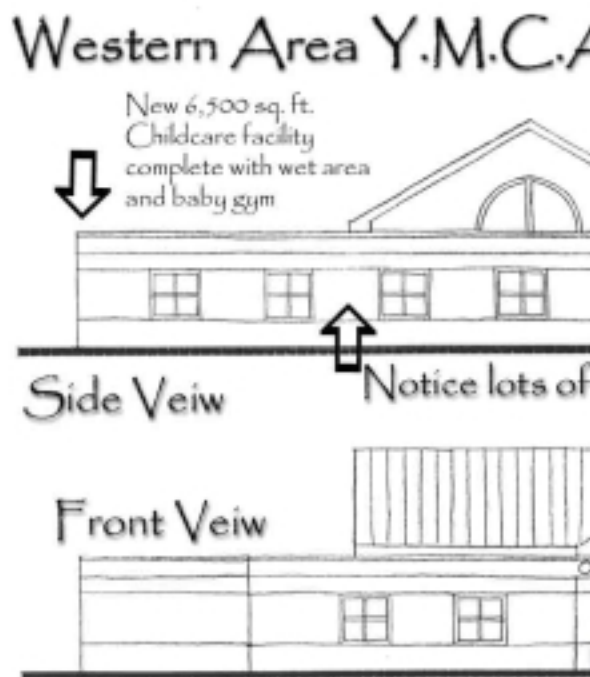 Western Area Y.M.C.A
New 6,500 sq. ft.
Childcare facility
complete with wet area
and baby gym
Notice lots of
Side Veiw
Front Veiw